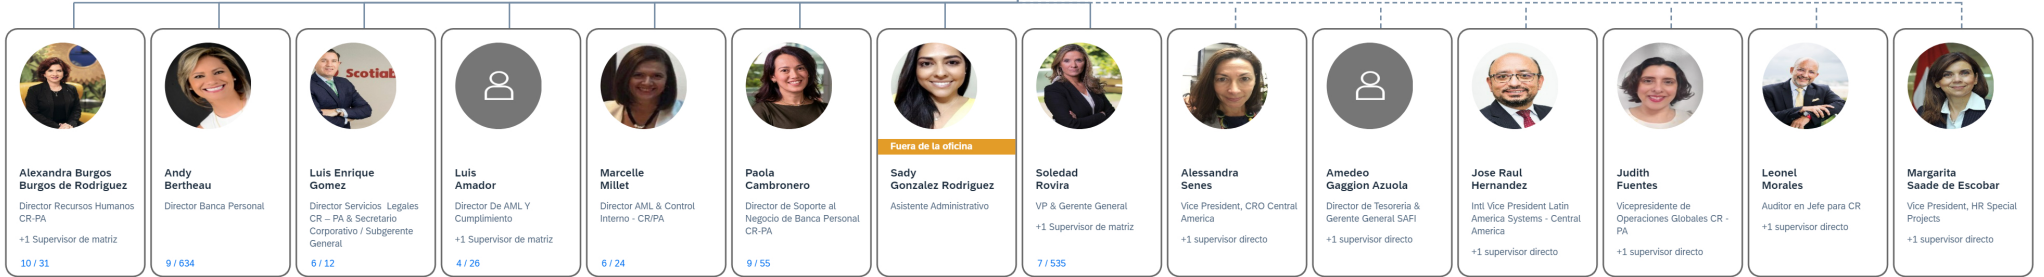 Scotiab
Alexandra Burgos
Burgos de Rodriguez
Director Recursos Humanos
CR-PA
+1 Supervisor de matriz
10 / 31
Andy
Bertheau
Director Banca Personal
9 / 634
Luis Enrique
Gomez
Director Servicios Legales
CR – PA & Secretario
Corporativo / Subgerente
General
6 / 12
Luis
Amador
Director De AML Y
Cumplimiento
+1 Supervisor de matriz
4 / 26
Marcelle
Millet
Director AML & Control
Interno - CR/PA
6 / 24
Paola
Cambronero
Director de Soporte al
Negocio de Banca Personal
CR-PA
9 / 55
Fuera de la oficina
Sady
Gonzalez Rodriguez
Asistente Administrativo
Soledad
Rovira
VP & Gerente General
+1 Supervisor de matriz
7 / 535
Alessandra
Senes
Vice President, CRO Central
America
+1 supervisor directo
Amedeo
Gaggion Azuola
Director de Tesoreria &
Gerente General SAFI
+1 supervisor directo
Jose Raul
Hernandez
Intl Vice President Latin
America Systems - Central
America
+1 supervisor directo
Judith
Fuentes
Vicepresidente de
Operaciones Globales CR -
PA
+1 supervisor directo
Leonel
Morales
Auditor en Jefe para CR
+1 supervisor directo
Margarita
Saade de Escobar
Vice President, HR Special
Projects
+1 supervisor directo